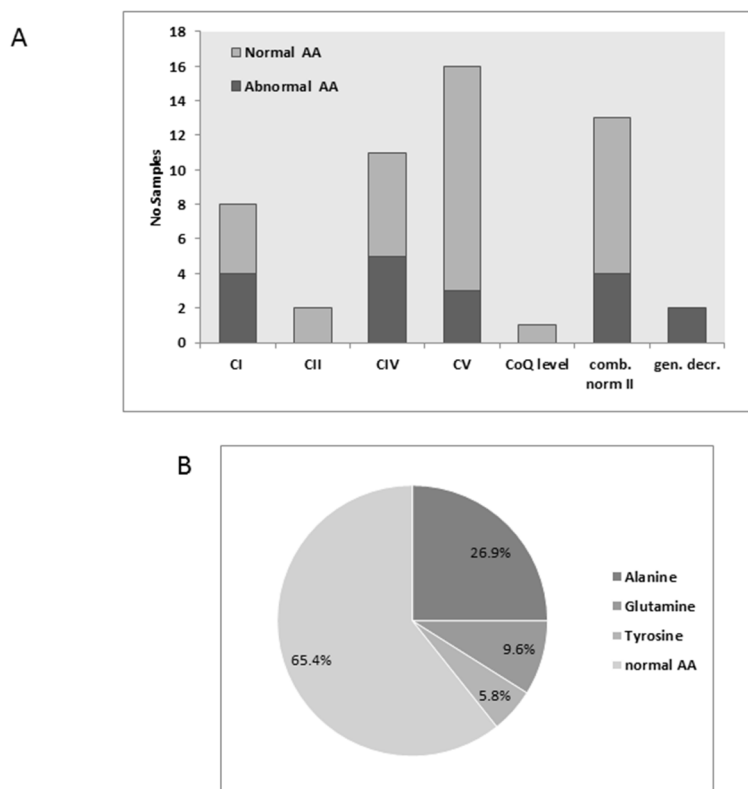 A
Normal AA
Abnormal AA
No.Samples
18
16
14
12
10
8
6
4
2
0
CI
CII
CIV
CV
CoQ level
comb.
norm II
gen. decr.
B
26.9%
9.6%
5.8%
65.4%
Alanine
Glutamine
Tyrosine
normal AA